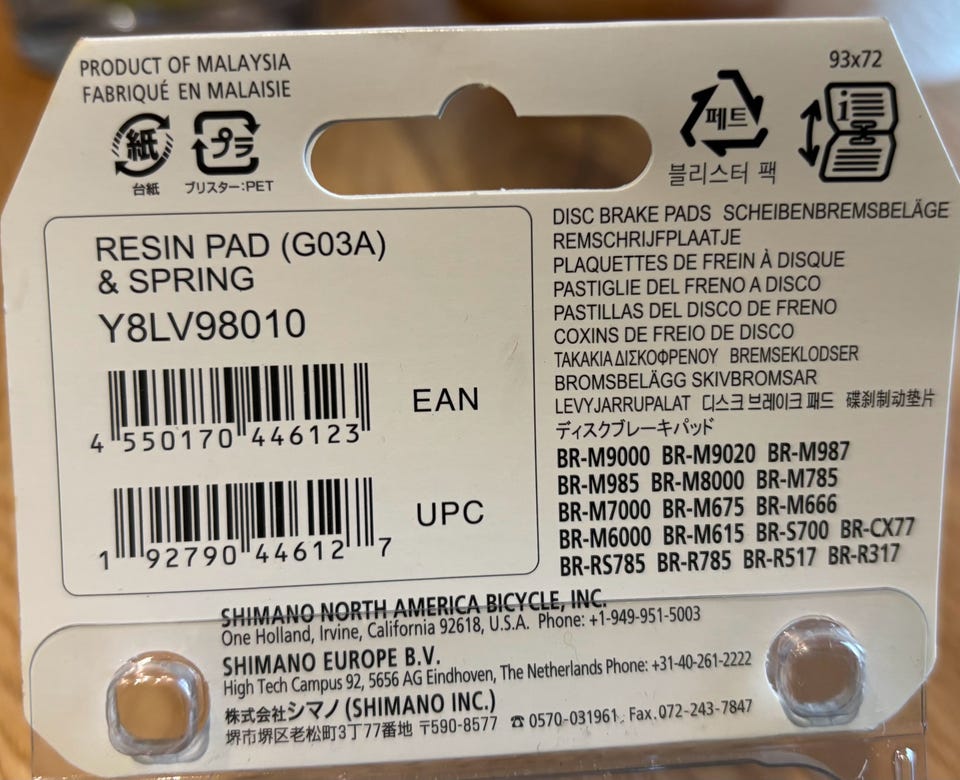 PRODUCT OF MALAYSIA
FABRIQUÉ EN MALAISIE
93x72
紙
プラ
台紙
ブリスター:PET
페트
블리스터 팩
i
RESIN PAD (G03A)
& SPRING
Y8LV98010
EAN
4 550170 446123
UPC
1 92790 44612 7
DISC BRAKE PADS SCHEIBENBREMSBELÄGE
REMSCHRIJFPLAATJE
PLAQUETTES DE FREIN À DISQUE
PASTIGLIE DEL FRENO A DISCO
PASTILLAS DEL DISCO DE FRENO
COXINS DE FREIO DE DISCO
ΤΑΚΑΚΙΑ ΔΙΣΚΟΦΡΕΝΟΥ BREMSEKLODSER
BROMSBELÄGG SKIVBROMSAR
LEVYJARRUPALAT 디스크 브레이크 패드 碟刹制动垫片
ディスクブレーキパッド
BR-M9000 BR-M9020 BR-M987
BR-M985 BR-M8000 BR-M785
BR-M7000 BR-M675 BR-M666
BR-M6000 BR-M615 BR-S700 BR-CX77
BR-RS785 BR-R785 BR-R517 BR-R317
SHIMANO NORTH AMERICA BICYCLE, INC.
One Holland, Irvine, California 92618, U.S.A. Phone: +1-949-951-5003
SHIMANO EUROPE B.V.
High Tech Campus 92, 5656 AG Eindhoven, The Netherlands Phone: +31-40-261-2222
株式会社シマノ (SHIMANO INC.)
堺市堺区老松町3丁77番地 〒590-8577 ☎0570-031961 Fax.072-243-7847